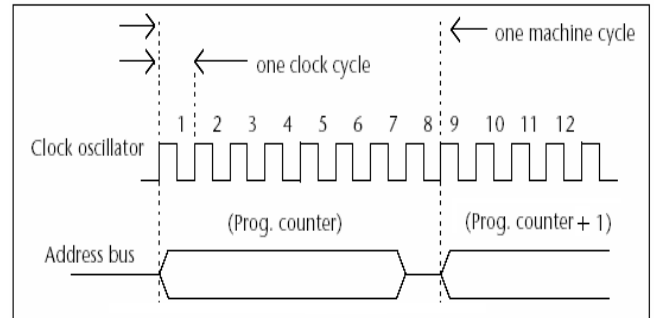 one machine cycle
one clock cycle
1 2 3 4 5 6 7 8 9 10 11 12
Clock oscillator
(Prog. counter) (Prog. counter + 1)
Address bus